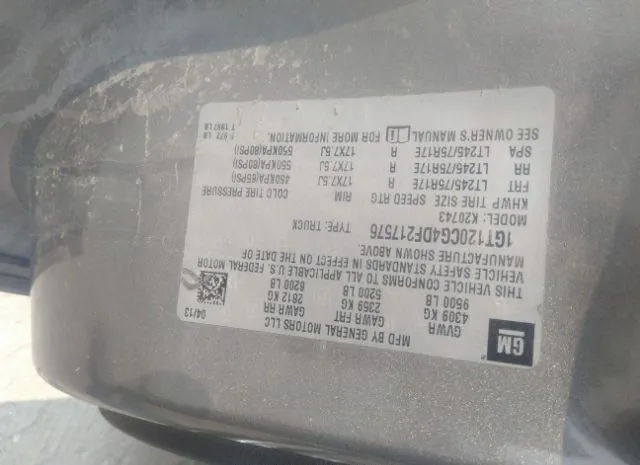 GM
MFD BY GENERAL MOTORS LLC
04/13
GVWR GAWR FRT GAWR RR
4309 KG 2359 KG 2812 KG
9500 LB 5200 LB 6200 LB
THIS VEHICLE CONFORMS TO ALL APPLICABLE U.S. FEDERAL MOTOR
VEHICLE SAFETY STANDARDS IN EFFECT ON THE DATE OF
MANUFACTURE SHOWN ABOVE.
1GT120CG4DF217576 TYPE: TRUCK
MODEL: K20743
KHWP TIRE SIZE SPEED RTG RIM COLD TIRE PRESSURE
FRT LT245/75R17E R 17X7.5J 450KPA(65PSI)
RR LT245/75R17E R 17X7.5J 550KPA(80PSI)
SPA LT245/75R17E R 17X7.5J 550KPA(80PSI)
SEE OWNER'S MANUAL FOR MORE INFORMATION.
T 1997 LB